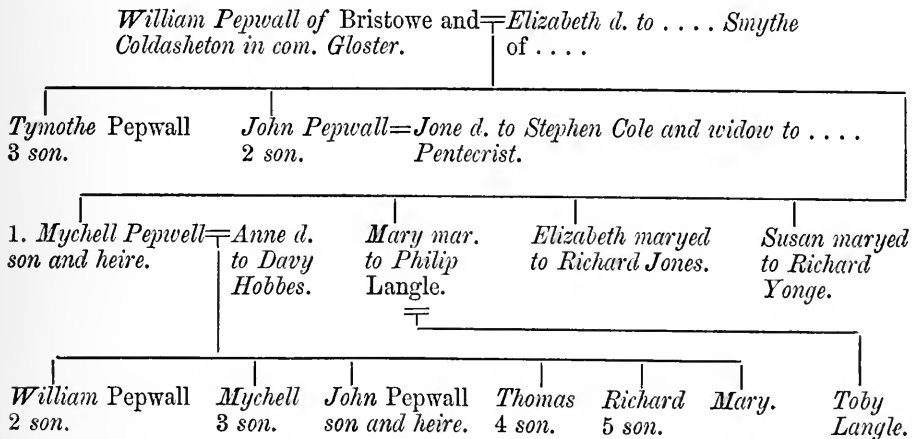 William Pepwall of Bristowe and Elizabeth d. to .... Smythe
Coldasheton in com. Gloster. of ....
Tymothe Pepwall
3 son.
John Pepwall=Jone d. to Stephen Cole and widow to ....
2 son. Pentecrist.
1. Mychell Pepwell=Anne d.
son and heire. to Davy
Hobbes.
Mary mar.
to Philip
Langle.
Elizabeth maryed
to Richard Jones.
Susan maryed
to Richard
Yonge.
William Pepwall
2 son.
Mychell
3 son.
John Pepwall
son and heire.
Thomas
4 son.
Richard
5 son.
Mary.
Toby
Langle.